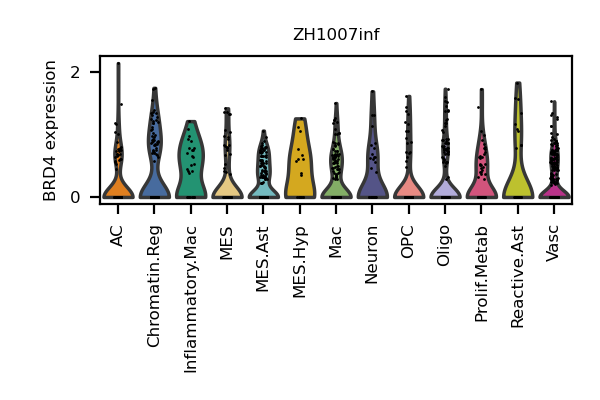 ZH1007inf
BRD4 expression
2
0
AC
Chromatin.Reg
Inflammatory.Mac
MES
MES.Ast
MES.Hyp
Mac
Neuron
OPC
Oligo
Prolif.Metab
Reactive.Ast
Vasc